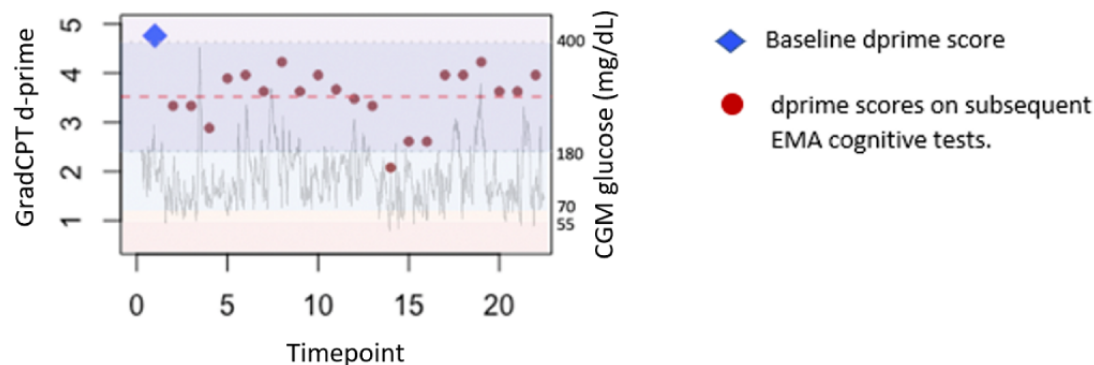 GradCPT d-prime
5
4
3
2
1
400
180
70
55
CGM glucose (mg/dL)
0
5
10
15
20
Timepoint
Baseline dprime score
dprime scores on subsequent
EMA cognitive tests.